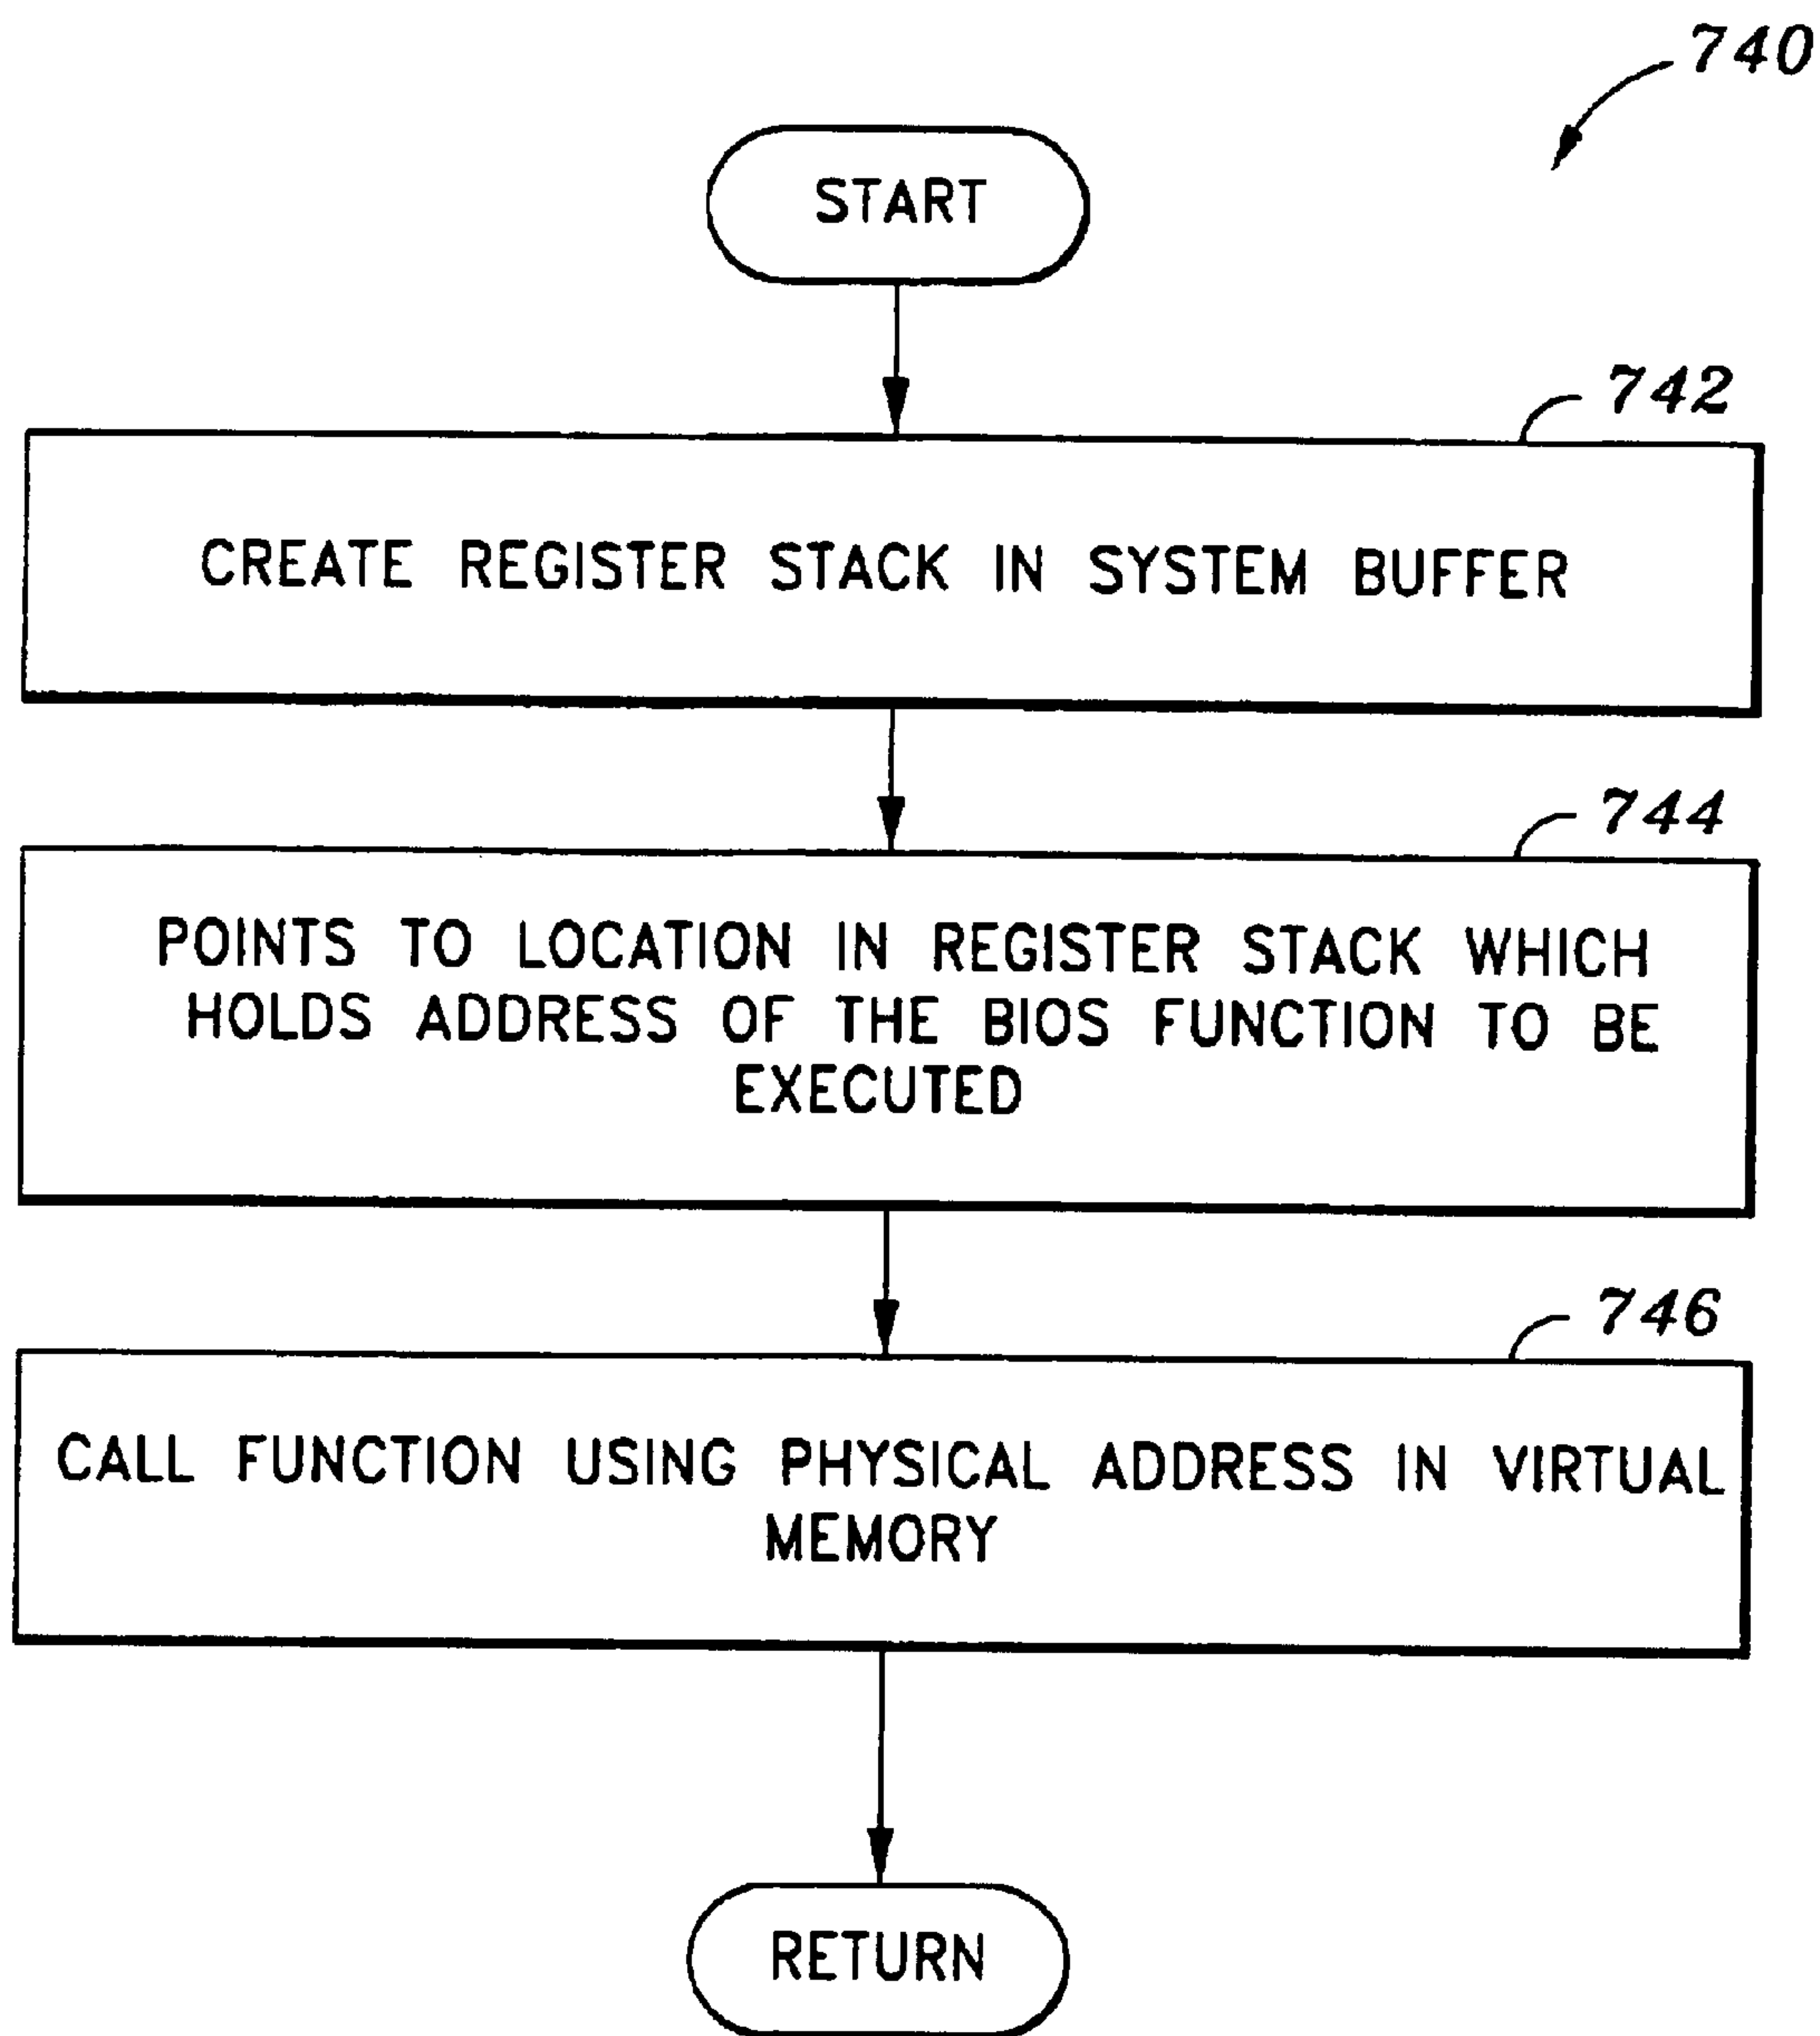 740
START
742
CREATE REGISTER STACK IN SYSTEM BUFFER
744
POINTS TO LOCATION IN REGISTER STACK WHICH
HOLDS ADDRESS OF THE BIOS FUNCTION TO BE
EXECUTED
746
CALL FUNCTION USING PHYSICAL ADDRESS IN VIRTUAL
MEMORY
RETURN